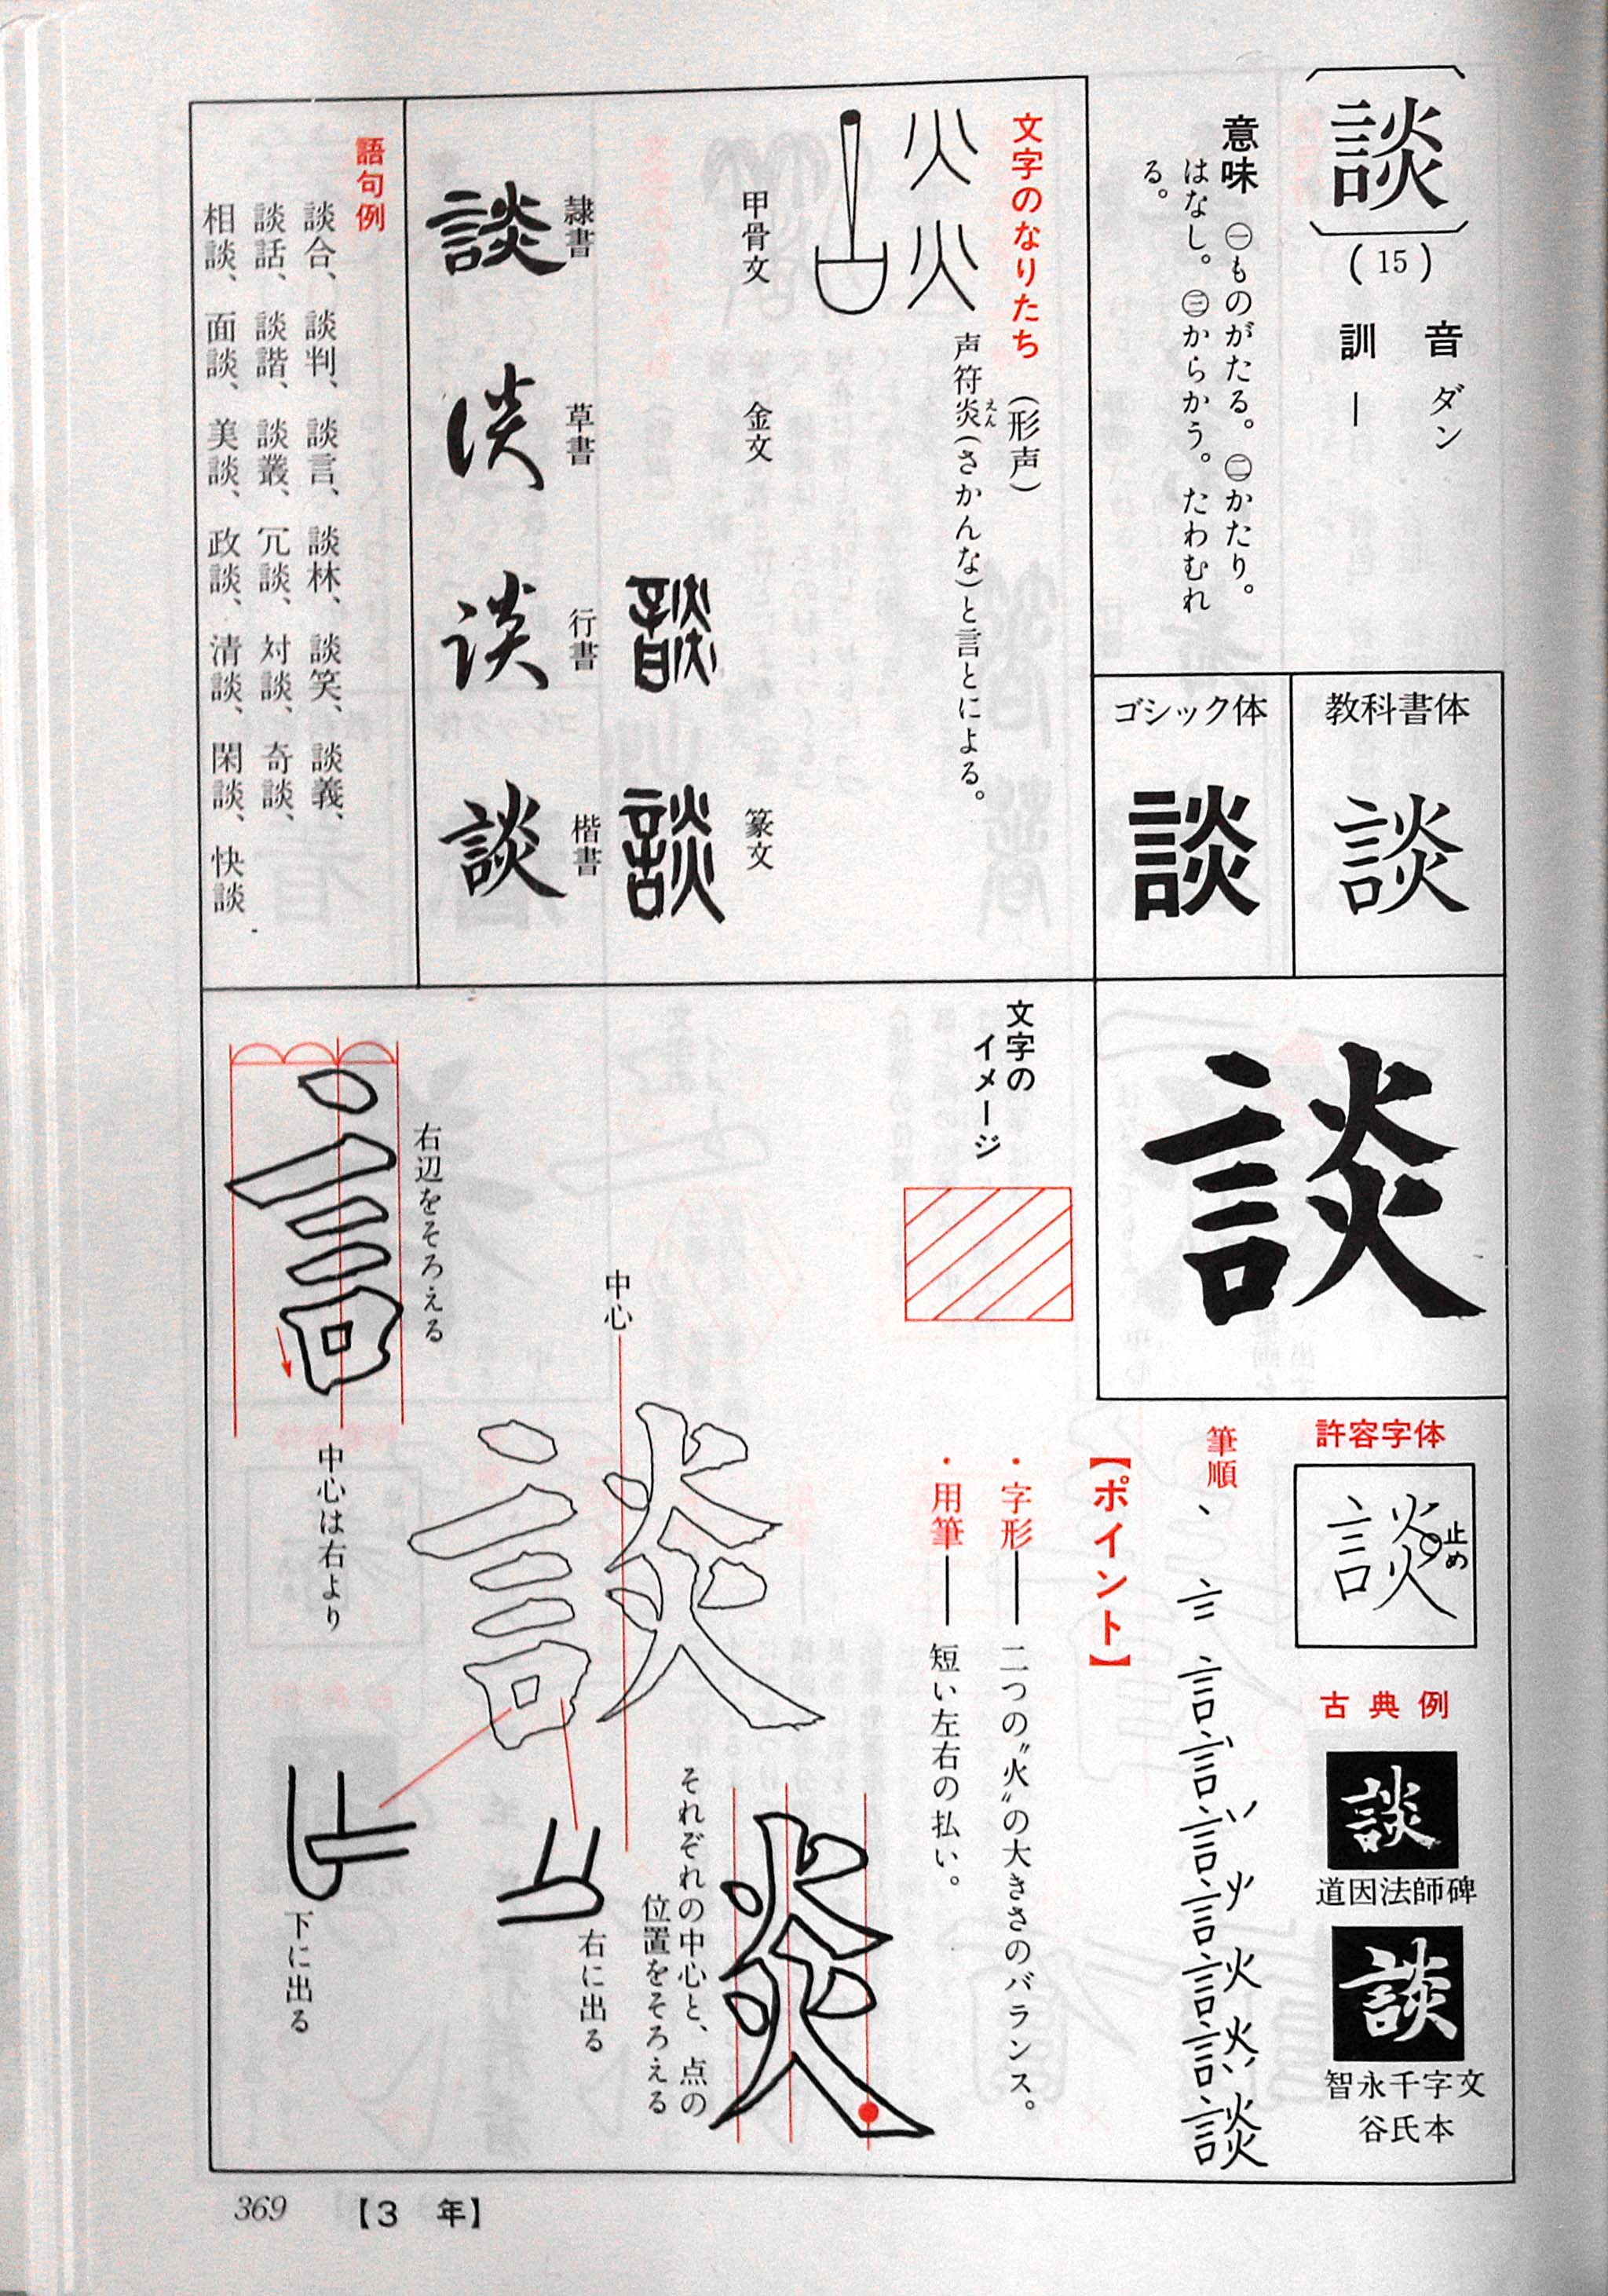 談
(15)
音 ダン
訓 ―
意味 ㊀ものがたる。㊁かたり。
はなし。㊂からかう。たわむれ
る。
教科書体
談
ゴシック体
談
談
文字のなりたち (形声)
声符炎(さかんな)と言とによる。
えん
甲骨文
金文
篆文
隷書
草書
行書
楷書
談
談
談
談
談
談
語句例
談合、談判、談言、談林、談笑、談義、
談話、談諧、談叢、冗談、対談、奇談、
相談、面談、美談、政談、清談、閑談、快談
許容字体
談
止め
古典例
談
道因法師碑
談
智永千字文
谷氏本
筆順
談
【ポイント】
・字形━━二つの〝火〟の大きさのバランス。
・用筆━━短い左右の払い。
文字の
イメージ
中心
談
炎
それぞれの中心と、点の
位置をそろえる
右に出る
下に出る
言
右辺をそろえる
中心は右より
369
【3 年】